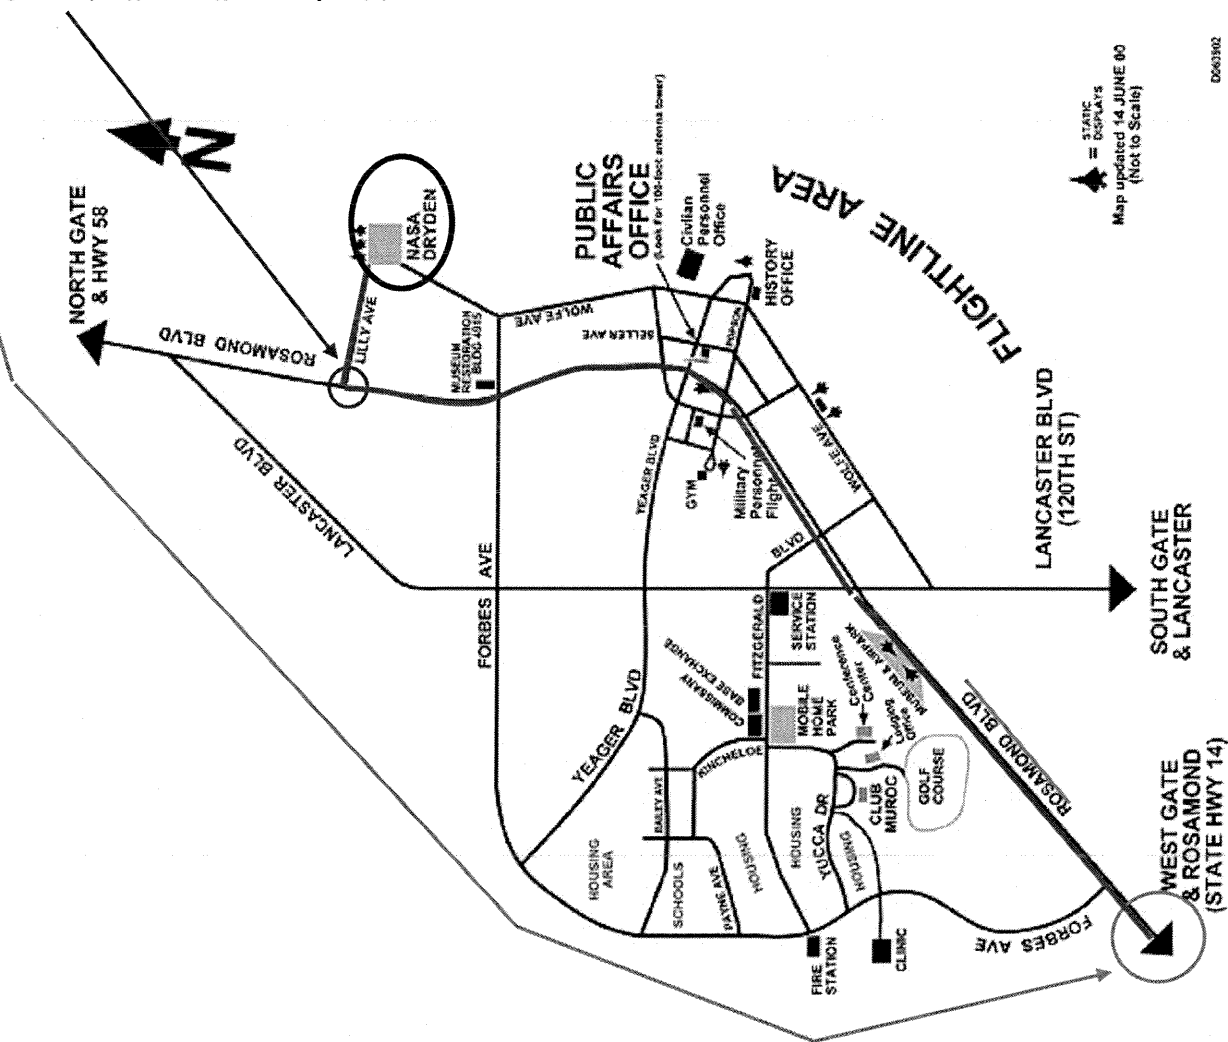 NORTH GATE
& HWY 58
N
ROSAMOND BLVD
LILLY AVE
NASA
DRYDEN
LANCASTER BLVD
MUSEUM
RESTORATION
BLDG 4915
WOLFE AVE
SELLER AVE
PUBLIC
AFFAIRS
OFFICE
(Look For 100-foot antenna tower)
Civilian
Personnel
Office
POPSON
HISTORY
OFFICE
FLIGHTLINE AREA
= STATIC
DISPLAYS
Map updated 14 JUNE 00
(Not to Scale)
D063902
FORBES AVE
YEAGER BLVD
GYM
Military
Personnel
Flight
WOLFE AVE
LANCASTER BLVD
(120TH ST)
SOUTH GATE
& LANCASTER
YEAGER BLVD
FITZGERALD BLVD
SERVICE
STATION
COMMISSARY
BASE EXCHANGE
MOBILE
HOME
PARK
Conference
Center
MUSEUM & AIRPARK
Lodging
Office
KINCHELOE
BAILEY AVE
HOUSING
AREA
SCHOOLS
PAYNE AVE
HOUSING
HOUSING
YUCCA DR
HOUSING
CLUB
MUROC
GOLF
COURSE
ROSAMOND BLVD
FIRE
STATION
CLINIC
FORBES AVE
WEST GATE
& ROSAMOND
(STATE HWY 14)